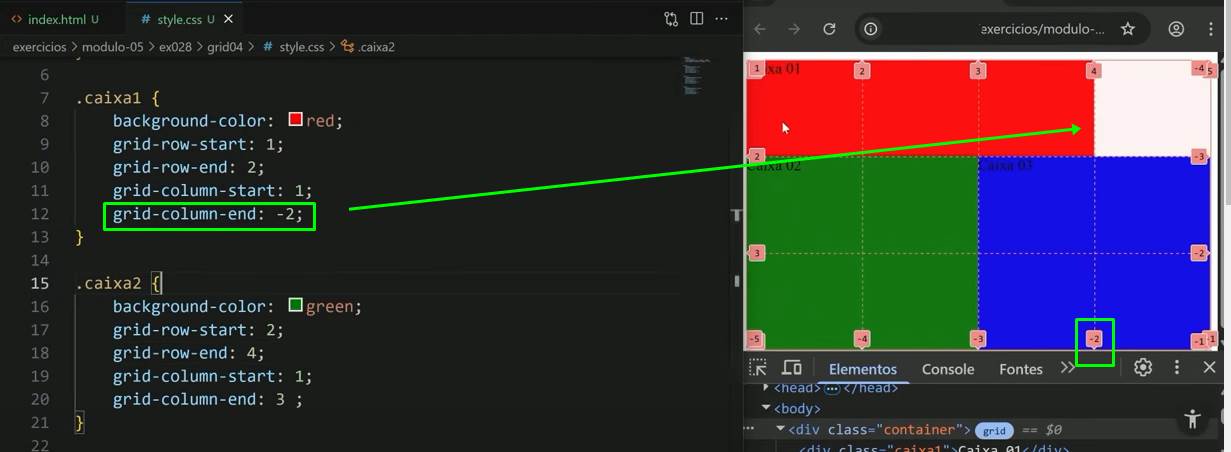 index.html U
# style.css U
exercicios > modulo-05 > ex028 > grid04 > # style.css > .caixa2
6
7 .caixa1 {
8 background-color: red;
9 grid-row-start: 1;
10 grid-row-end: 2;
11 grid-column-start: 1;
12 grid-column-end: -2;
13 }
14
15 .caixa2 {
16 background-color: green;
17 grid-row-start: 2;
18 grid-row-end: 4;
19 grid-column-start: 1;
20 grid-column-end: 3 ;
21 }
22
exercicios/modulo-...
1 2 3 4 -4 5
Caixa 01
2 -3
Caixa 02 Caixa 03
3 -2
-5 -4 -3 -2 -1 -1
Elementos Console Fontes
<head> ... </head>
<body>
<div class="container"> grid == $0
<div class="caixa1">Caixa 01</div>